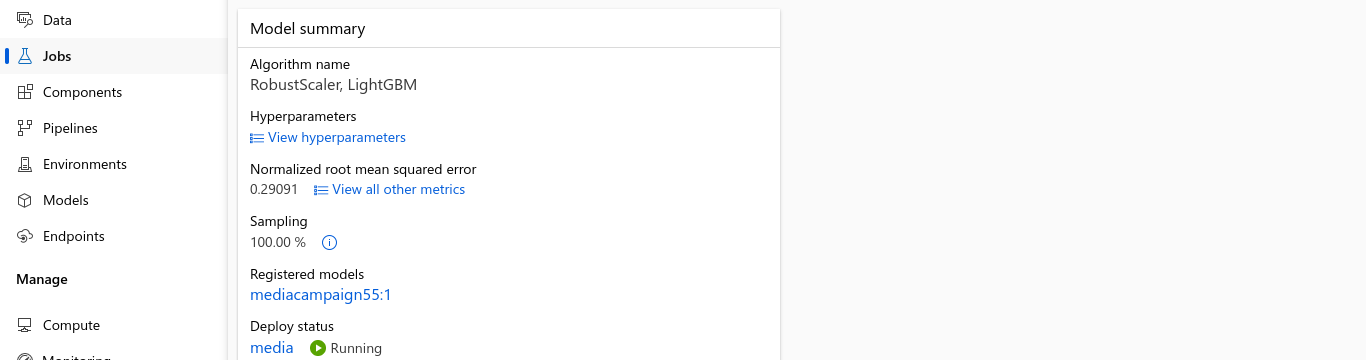 Data
Jobs
Components
Pipelines
Environments
Models
Endpoints
Manage
Compute
Monitoring
Model summary
Algorithm name
RobustScaler, LightGBM
Hyperparameters
View hyperparameters
Normalized root mean squared error
0.29091 View all other metrics
Sampling
100.00 %
Registered models
mediacampaign55:1
Deploy status
media Running